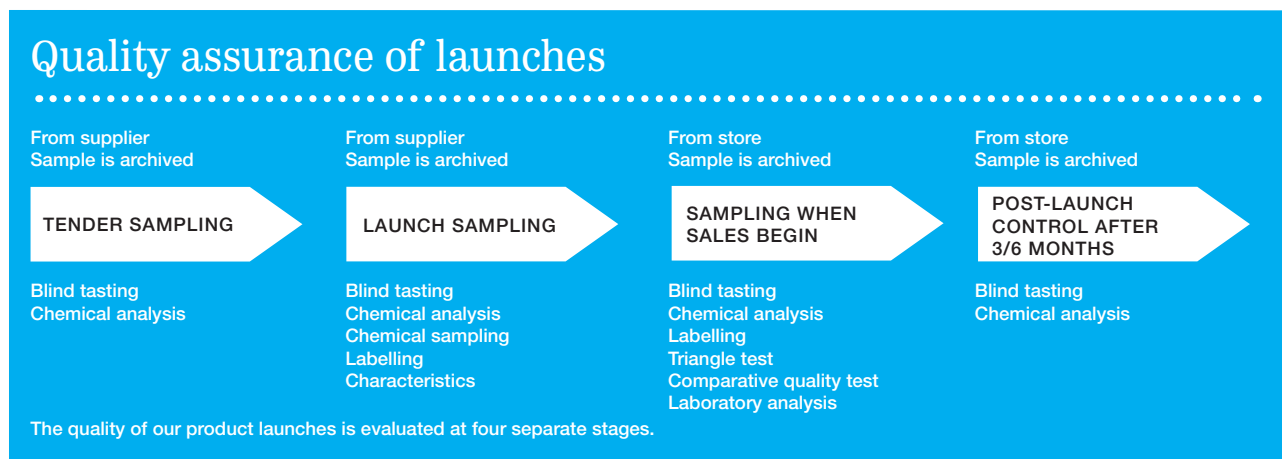 Quality assurance of launches
From supplier
Sample is archived
TENDER SAMPLING
Blind tasting
Chemical analysis
From supplier
Sample is archived
LAUNCH SAMPLING
Blind tasting
Chemical analysis
Chemical sampling
Labelling
Characteristics
From store
Sample is archived
SAMPLING WHEN
SALES BEGIN
Blind tasting
Chemical analysis
Labelling
Triangle test
Comparative quality test
Laboratory analysis
From store
Sample is archived
POST-LAUNCH
CONTROL AFTER
3/6 MONTHS
Blind tasting
Chemical analysis
The quality of our product launches is evaluated at four separate stages.